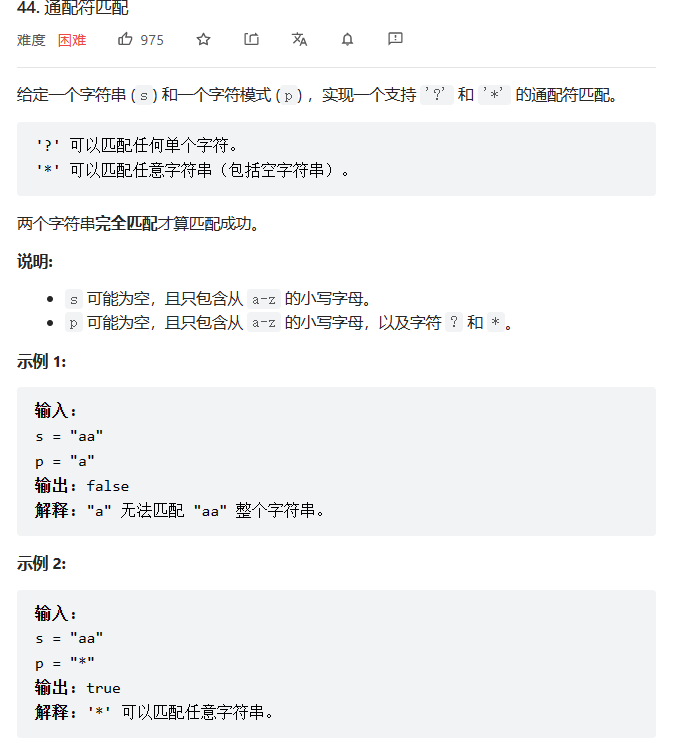 44. 通配符匹配
难度 困难 975
给定一个字符串 (s) 和一个字符模式 (p) ，实现一个支持 '?' 和 '*' 的通配符匹配。
'?' 可以匹配任何单个字符。
'*' 可以匹配任意字符串（包括空字符串）。
两个字符串完全匹配才算匹配成功。
说明:
• s 可能为空，且只包含从 a-z 的小写字母。
• p 可能为空，且只包含从 a-z 的小写字母，以及字符 ? 和 *。
示例 1:
输入:
s = "aa"
p = "a"
输出: false
解释: "a" 无法匹配 "aa" 整个字符串。
示例 2:
输入:
s = "aa"
p = "*"
输出: true
解释: '*' 可以匹配任意字符串。